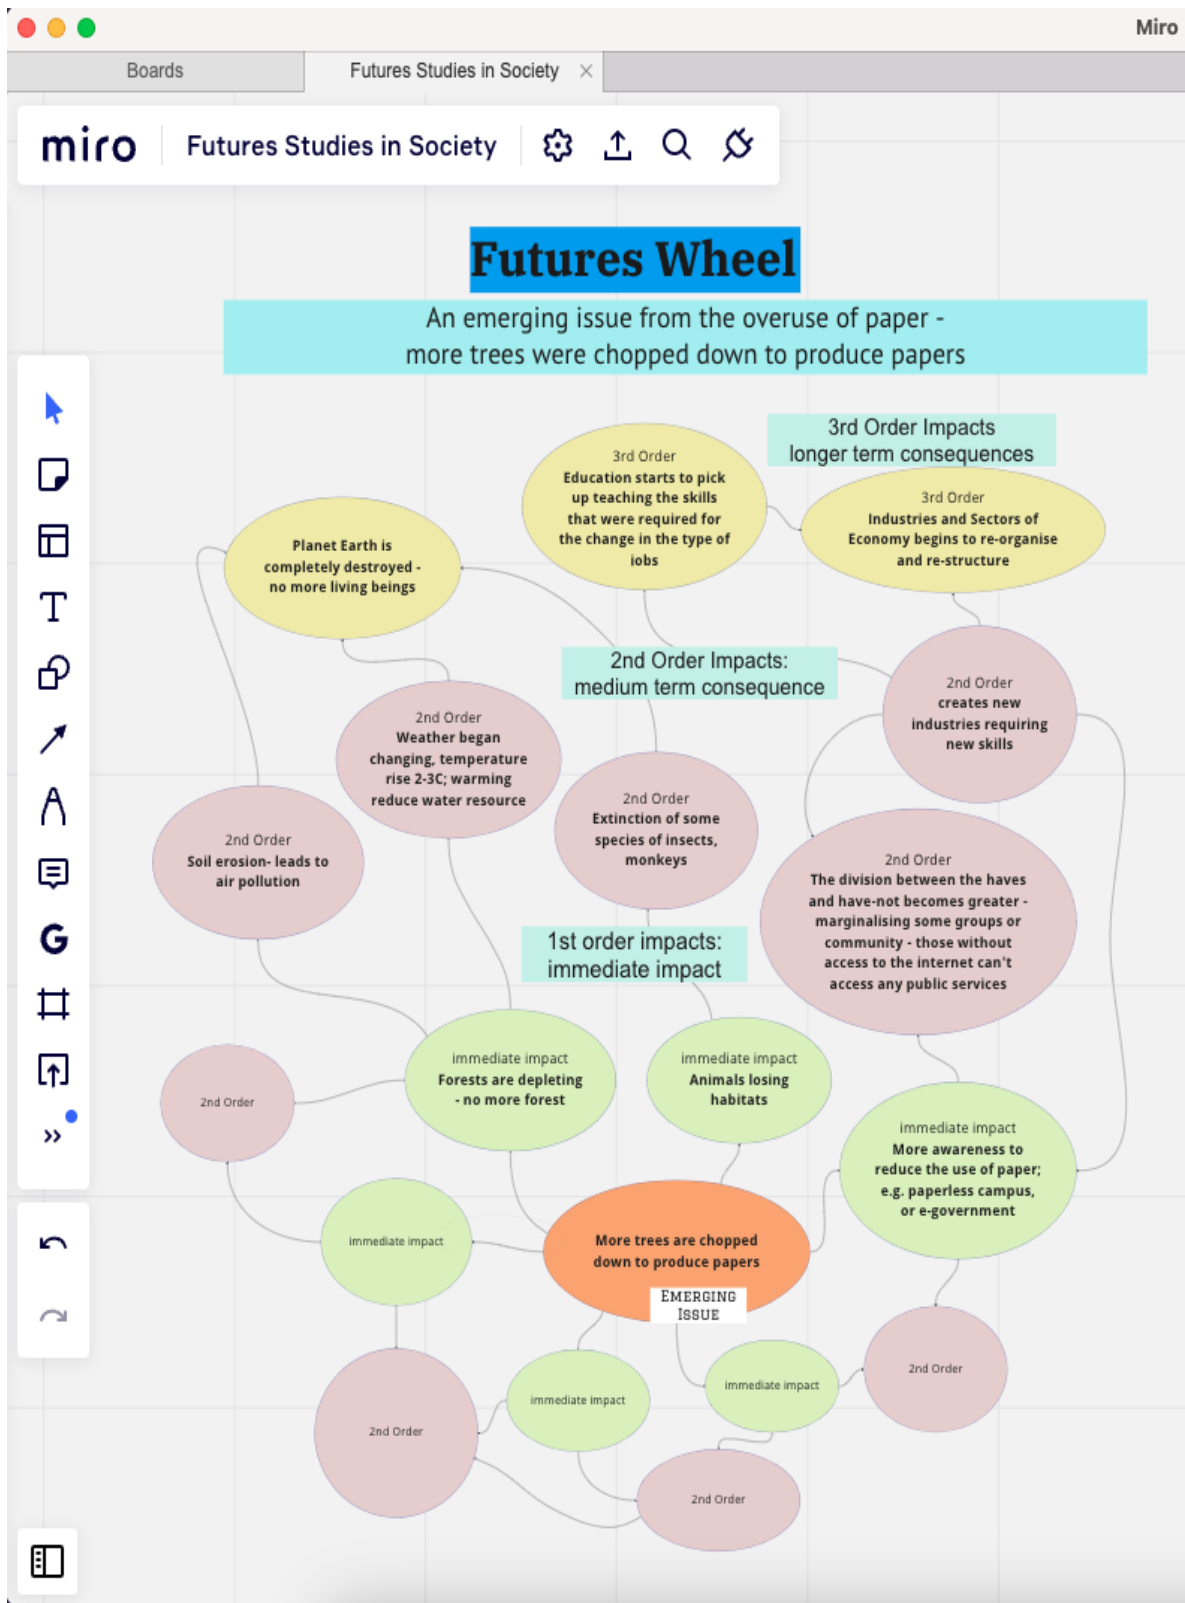 Miro
Boards
Futures Studies in Society
miro
Futures Studies in Society
Futures Wheel
An emerging issue from the overuse of paper -
more trees were chopped down to produce papers
3rd Order Impacts
longer term consequences
3rd Order
Education starts to pick
up teaching the skills
that were required for
the change in the type of
jobs
3rd Order
Industries and Sectors of
Economy begins to re-organise
and re-structure
Planet Earth is
completely destroyed -
no more living beings
2nd Order Impacts:
medium term consequence
2nd Order
creates new
industries requiring
new skills
2nd Order
Weather began
changing, temperature
rise 2-3C; warming
reduce water resource
2nd Order
Extinction of some
species of insects,
monkeys
2nd Order
Soil erosion- leads to
air pollution
2nd Order
The division between the haves
and have-not becomes greater -
marginalising some groups or
community - those without
access to the internet can't
access any public services
1st order impacts:
immediate impact
immediate impact
Forests are depleting
- no more forest
immediate impact
Animals losing
habitats
2nd Order
immediate impact
More awareness to
reduce the use of paper;
e.g. paperless campus,
or e-government
immediate impact
More trees are chopped
down to produce papers
Emerging
Issue
immediate impact
immediate impact
2nd Order
2nd Order
2nd Order